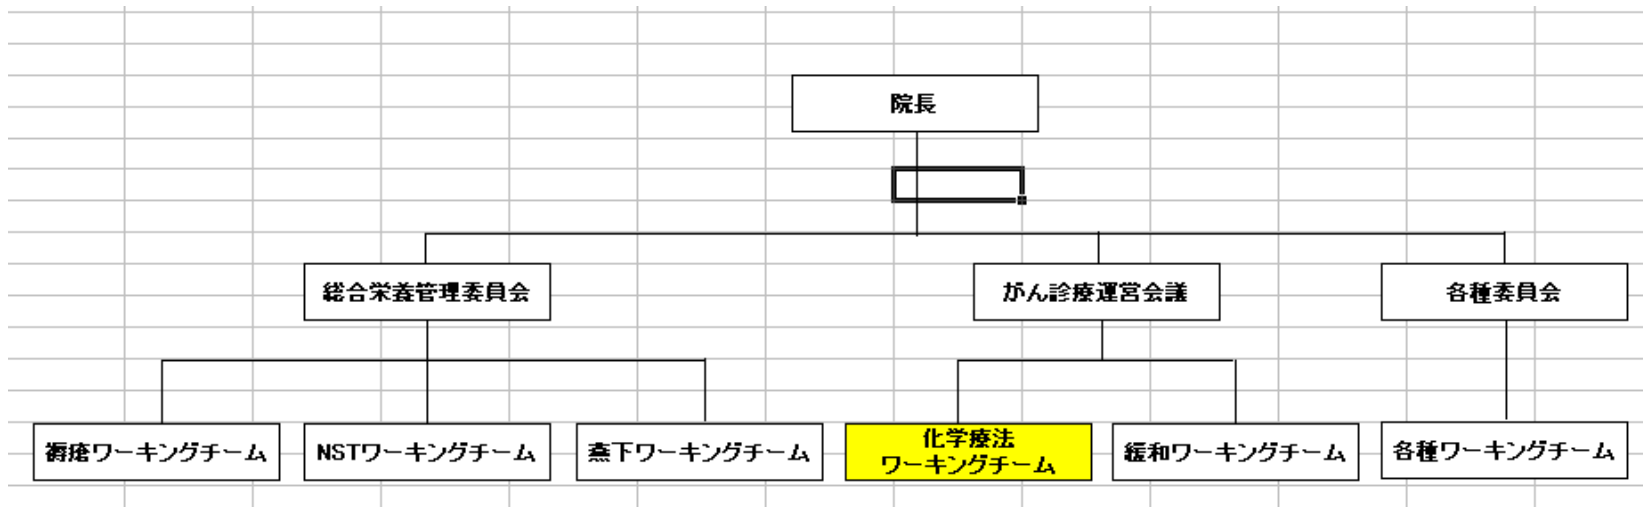 院長
総合栄養管理委員会
がん診療運営会議
各種委員会
褥瘡ワーキングチーム
NSTワーキングチーム
燕下ワーキングチーム
化学療法
ワーキングチーム
緩和ワーキングチーム
各種ワーキングチーム